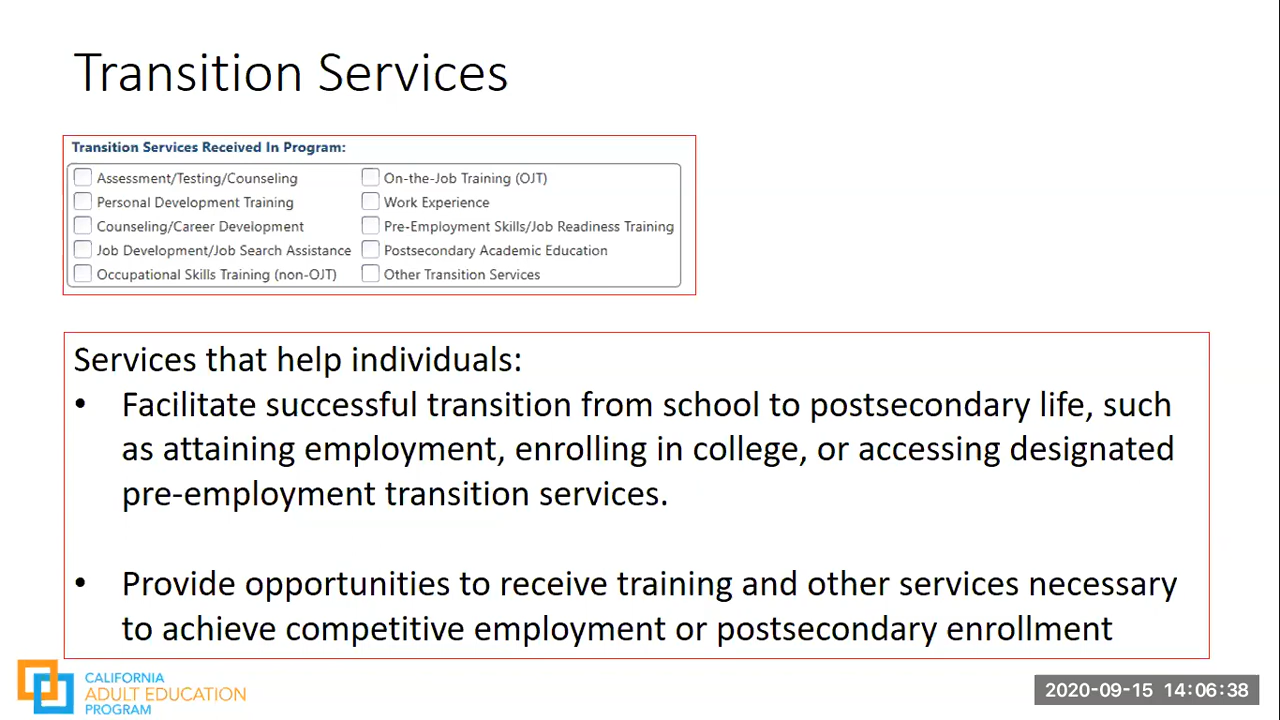 Transition Services
Transition Services Received In Program:
Assessment/Testing/Counseling
Personal Development Training
Counseling/Career Development
Job Development/Job Search Assistance
Occupational Skills Training (non-OJT)
On-the-Job Training (OJT)
Work Experience
Pre-Employment Skills/Job Readiness Training
Postsecondary Academic Education
Other Transition Services
Services that help individuals:
• Facilitate successful transition from school to postsecondary life, such
as attaining employment, enrolling in college, or accessing designated
pre-employment transition services.
• Provide opportunities to receive training and other services necessary
to achieve competitive employment or postsecondary enrollment
CALIFORNIA
ADULT EDUCATION
PROGRAM
2020-09-15 14:06:38